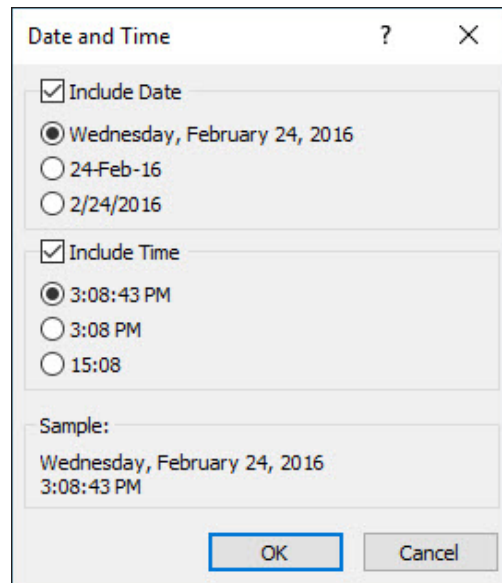 Date and Time ?
Include Date
Wednesday, February 24, 2016
24-Feb-16
2/24/2016
Include Time
3:08:43 PM
3:08 PM
15:08
Sample:
Wednesday, February 24, 2016
3:08:43 PM
OK Cancel